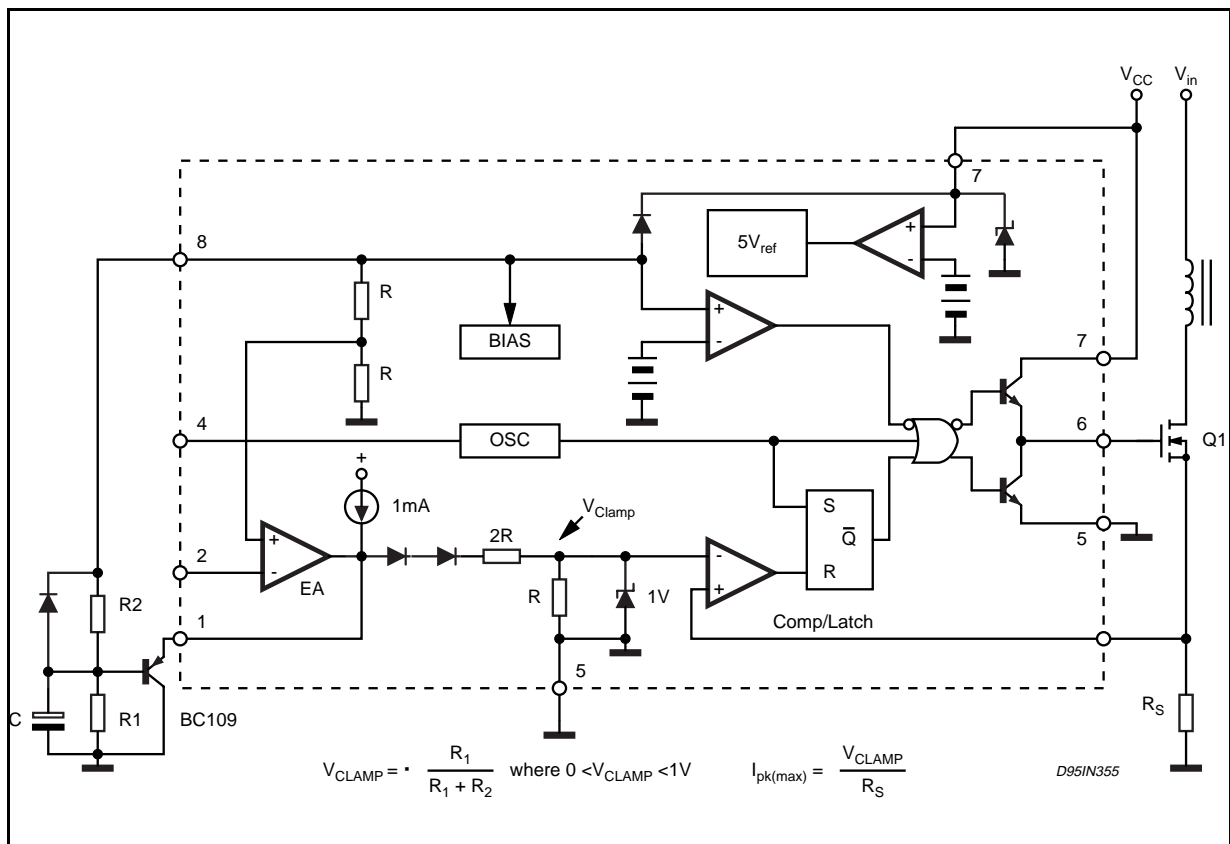 V_CC V_in
7
8
5V_ref
+
-
R
+
-
BIAS
R
7
4
OSC
6
Q1
+
1mA
V_Clamp
S
2R
Q̅
5
2
+
-
EA
-
+
R
R2
R
1V
1
Comp/Latch
5
C
R1
BC109
R_S
V_CLAMP = · R_1 / (R_1 + R_2) where 0 <V_CLAMP <1V I_pk(max) = V_CLAMP / R_S
D95IN355